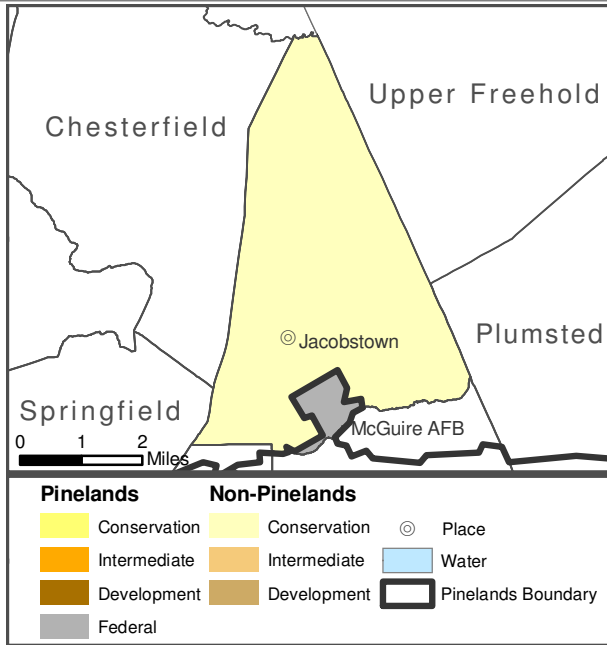 Upper Freehold
Chesterfield
Jacobstown
Plumsted
Springfield
McGuire AFB
0 1 2
Miles
Pinelands Non-Pinelands
Conservation Conservation Place
Intermediate Intermediate Water
Development Development Pinelands Boundary
Federal